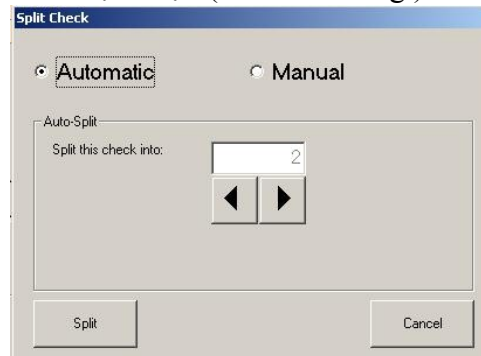 Split Check
Automatic Manual
Auto-Split
Split this check into: 2
Split Cancel